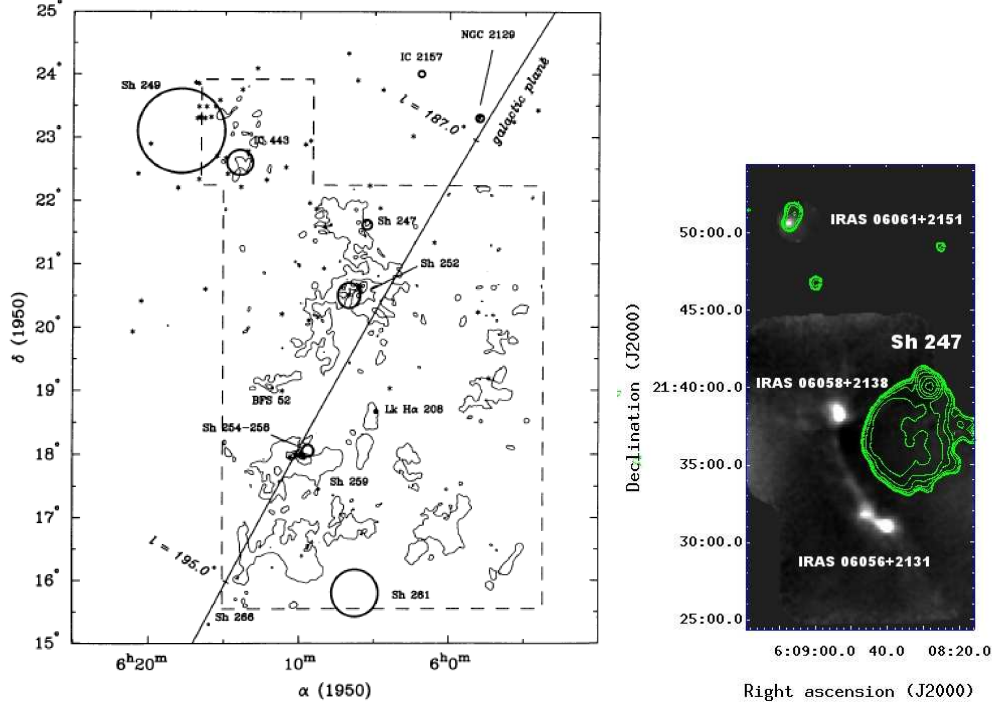 25°
24°
23°
22°
21°
20°
19°
18°
17°
16°
15°
δ (1950)
NGC 2129
IC 2157
Sh 249
l = 187.0°
galactic plane
IC 443
Sh 247
Sh 252
BFS 52
Lk Hα 208
Sh 254-258
Sh 259
l = 195.0°
Sh 261
Sh 266
6h20m
10m
6h0m
α (1950)
IRAS 06061+2151
50:00.0
45:00.0
Sh 247
21:40:00.0
IRAS 06058+2138
Declination (J2000)
35:00.0
30:00.0
IRAS 06056+2131
25:00.0
6:09:00.0 40.0 08:20.0
Right ascension (J2000)